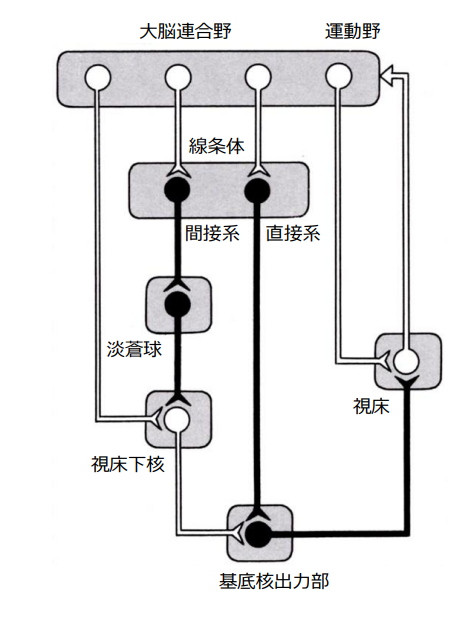 大脳連合野
運動野
線条体
間接系
直接系
淡蒼球
視床
視床下核
基底核出力部